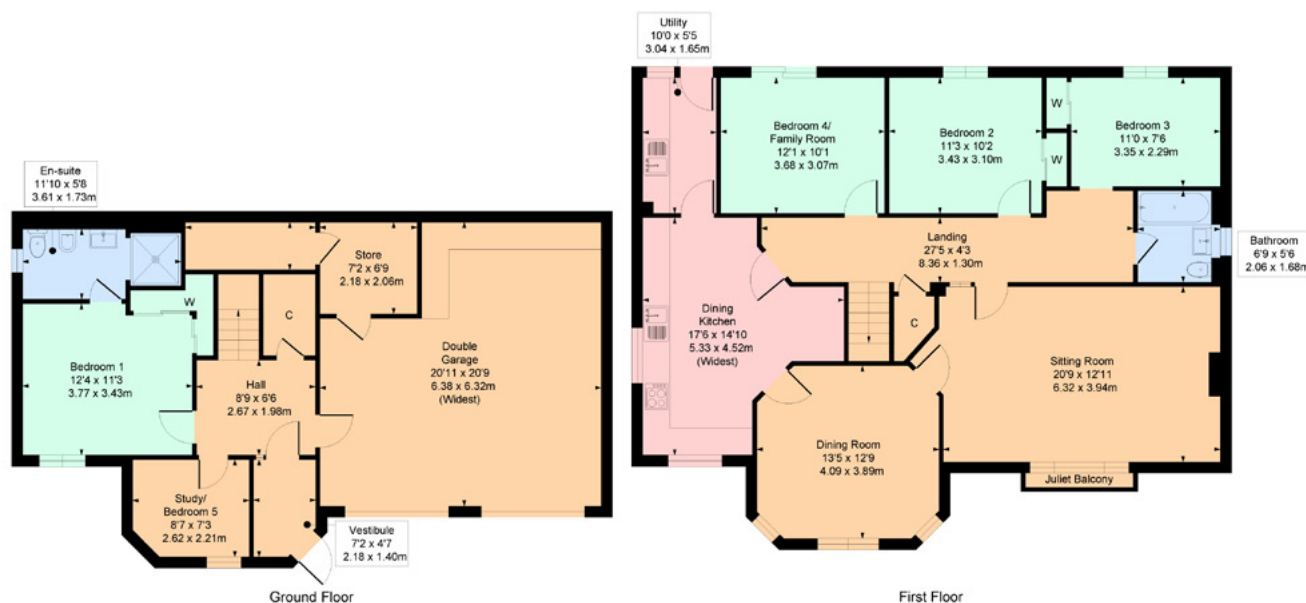 Utility
10'0 x 5'5
3.04 x 1.65m
En-suite
11'10 x 5'8
3.61 x 1.73m
W
Bedroom 1
12'4 x 11'3
3.77 x 3.43m
C
Store
7'2 x 6'9
2.18 x 2.06m
Hall
8'9 x 6'6
2.67 x 1.98m
Double
Garage
20'11 x 20'9
6.38 x 6.32m
(Widest)
Study/
Bedroom 5
8'7 x 7'3
2.62 x 2.21m
Vestibule
7'2 x 4'7
2.18 x 1.40m
Ground Floor
Bedroom 4/
Family Room
12'1 x 10'1
3.68 x 3.07m
Bedroom 2
11'3 x 10'2
3.43 x 3.10m
W
W
Bedroom 3
11'0 x 7'6
3.35 x 2.29m
Landing
27'5 x 4'3
8.36 x 1.30m
Bathroom
6'9 x 5'6
2.06 x 1.68m
Dining
Kitchen
17'6 x 14'10
5.33 x 4.52m
(Widest)
C
Sitting Room
20'9 x 12'11
6.32 x 3.94m
Dining Room
13'5 x 12'9
4.09 x 3.89m
Juliet Balcony
First Floor